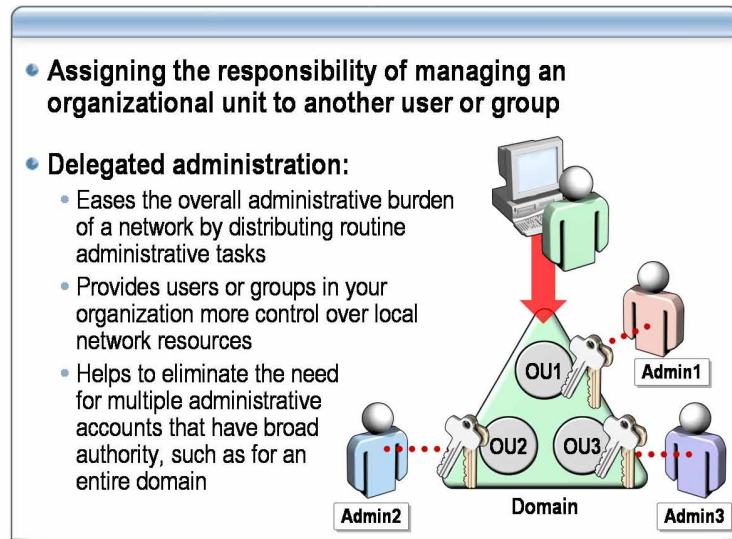 Assigning the responsibility of managing an
organizational unit to another user or group
Delegated administration:
Eases the overall administrative burden
of a network by distributing routine
administrative tasks
Provides users or groups in your
organization more control over local
network resources
Helps to eliminate the need
for multiple administrative
accounts that have broad
authority, such as for an
entire domain
OU1
Admin1
OU2
OU3
Admin2
Domain
Admin3